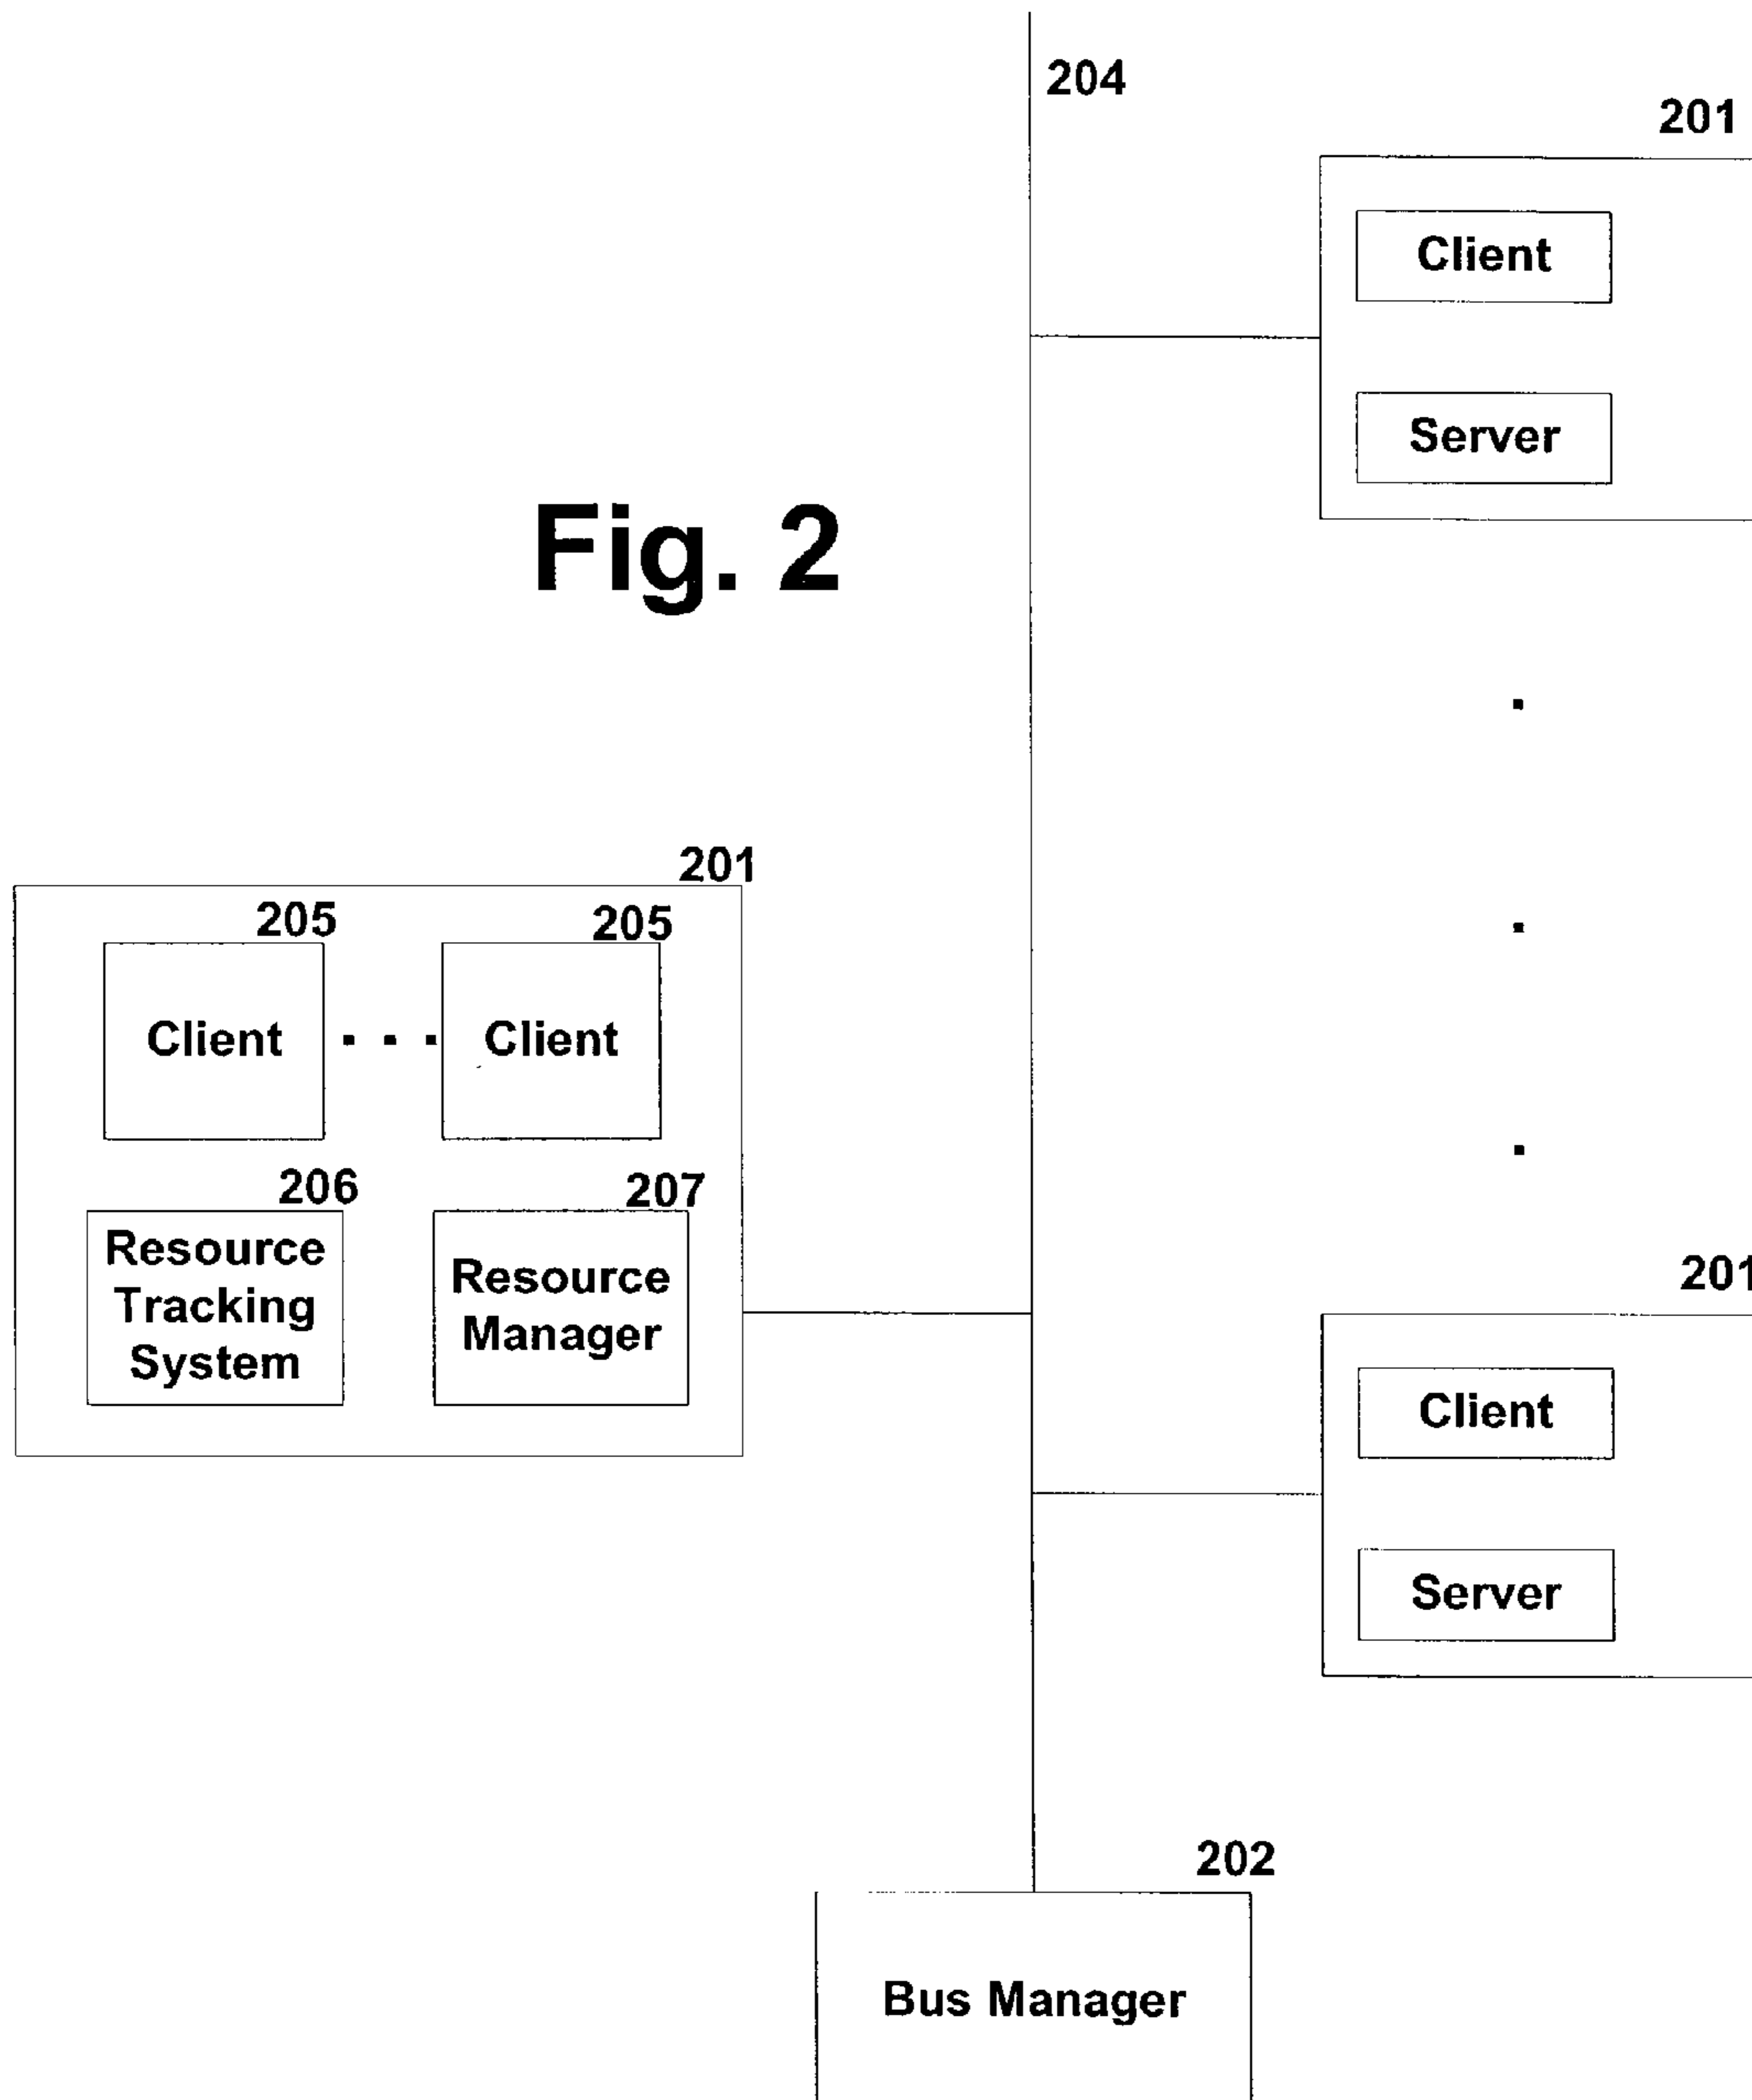 204
201
Client
Server
Fig. 2
201
205 205
Client Client
206 207
Resource
Tracking
System
Resource
Manager
201
Client
Server
202
Bus Manager